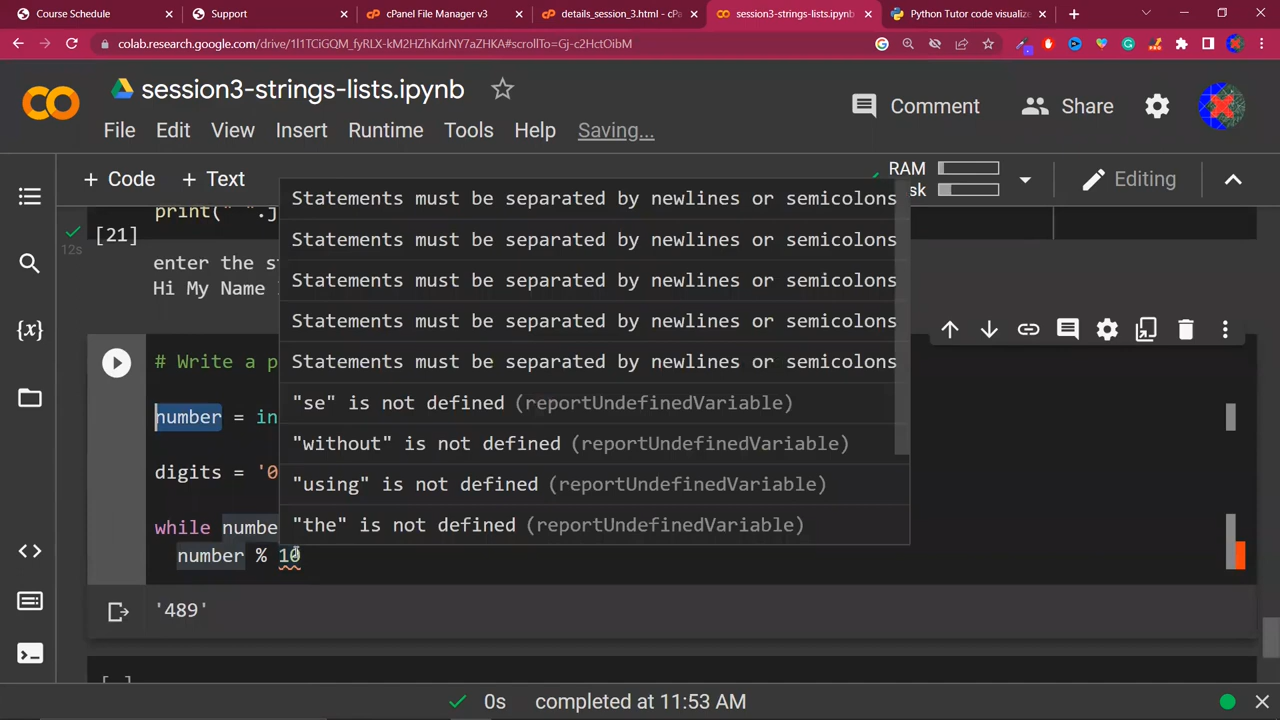 Course Schedule
Support
cPanel File Manager v3
details_session_3.html - cPa
session3-strings-lists.ipynb
Python Tutor code visualize
colab.research.google.com/drive/1l1TCiGQM_fyRLX-kM2HZhKdrNY7aZHKA#scrollTo=Gj-c2HctOibM
session3-strings-lists.ipynb
Comment
Share
File Edit View Insert Runtime Tools Help Saving...
+ Code + Text
RAM
sk
Editing
print(" ".j
[21]
12s
enter the st
Hi My Name
Statements must be separated by newlines or semicolons
Statements must be separated by newlines or semicolons
Statements must be separated by newlines or semicolons
Statements must be separated by newlines or semicolons
Statements must be separated by newlines or semicolons
"se" is not defined (reportUndefinedVariable)
"without" is not defined (reportUndefinedVariable)
"using" is not defined (reportUndefinedVariable)
"the" is not defined (reportUndefinedVariable)
# Write a p
number = in
digits = '0
while numbe
number % 10
'489'
[ ]
0s completed at 11:53 AM